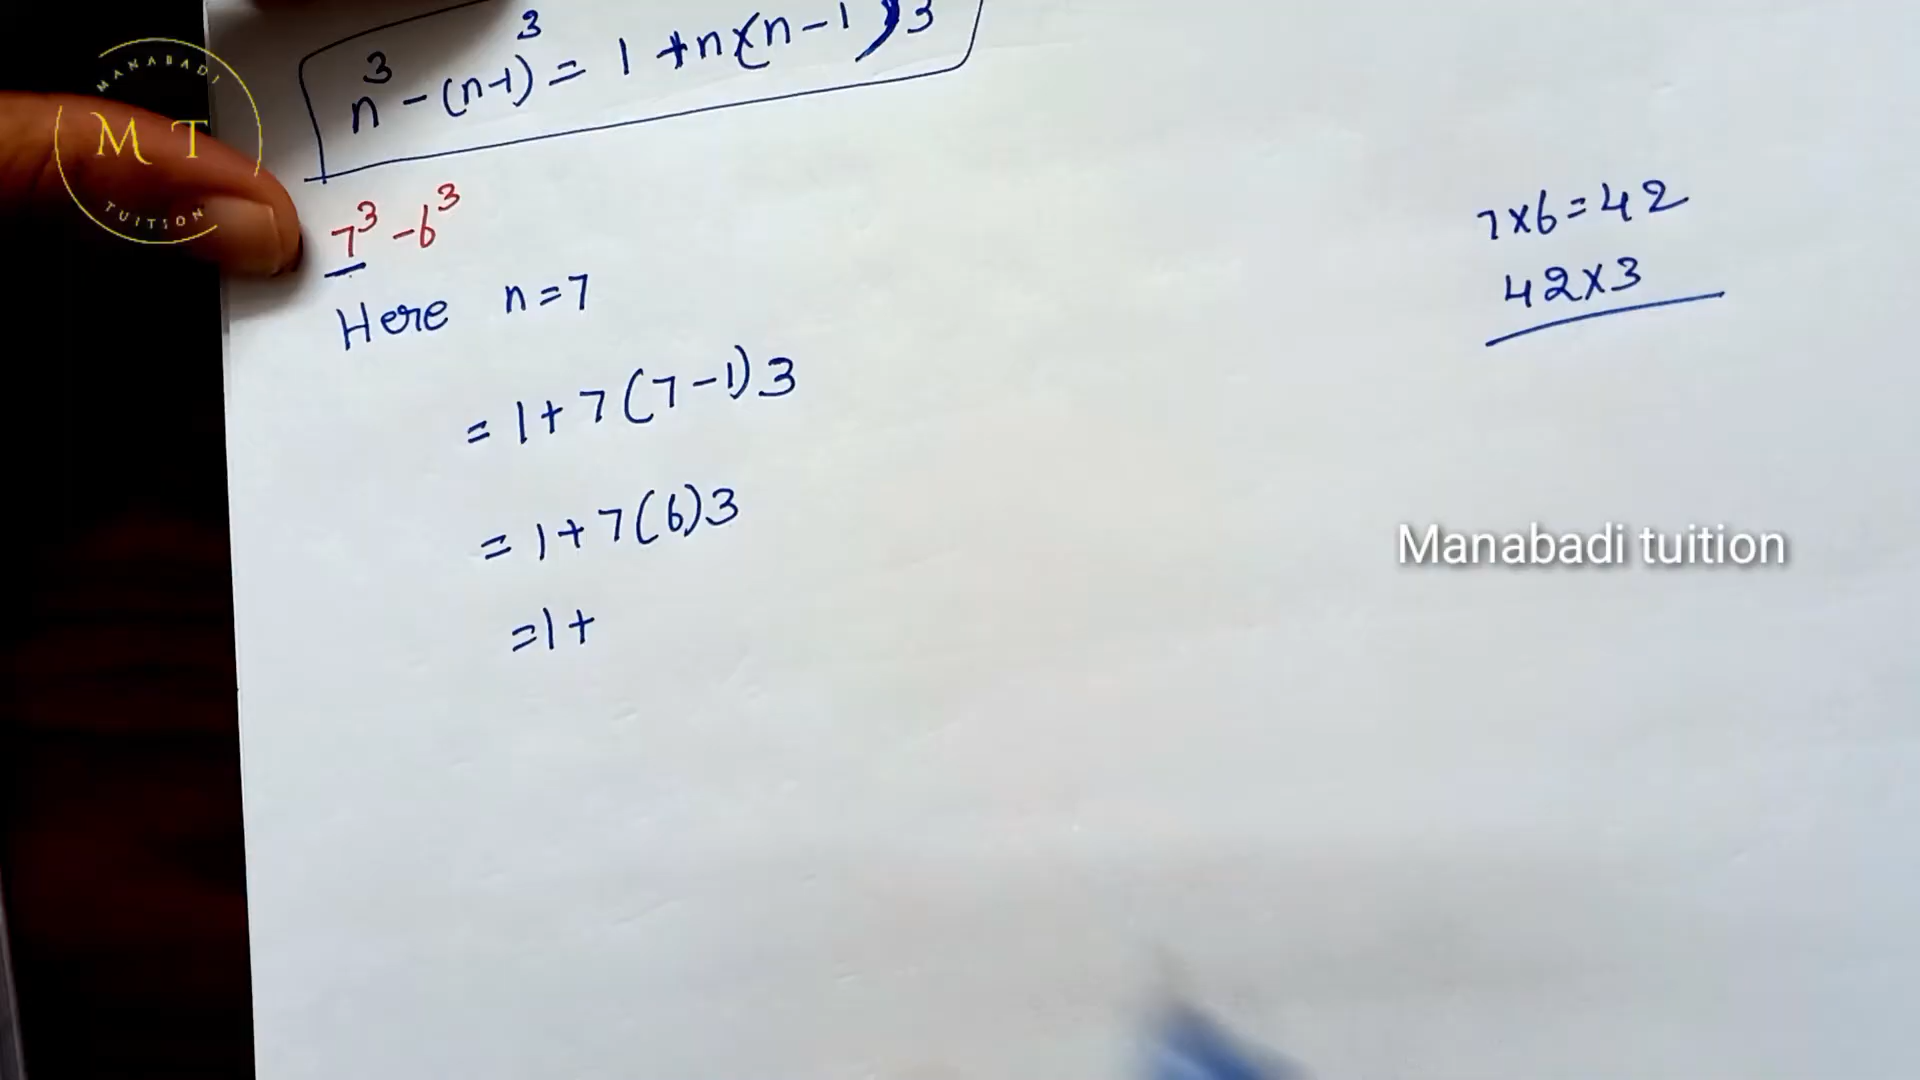 n³ - (n-1)³ = 1 + n×(n-1)3
MANABADI
M T
TUITION
7³ - 6³
Here n = 7
= 1 + 7(7-1)3
= 1 + 7(6)3
= 1 +
7×6 = 42
42×3
Manabadi tuition